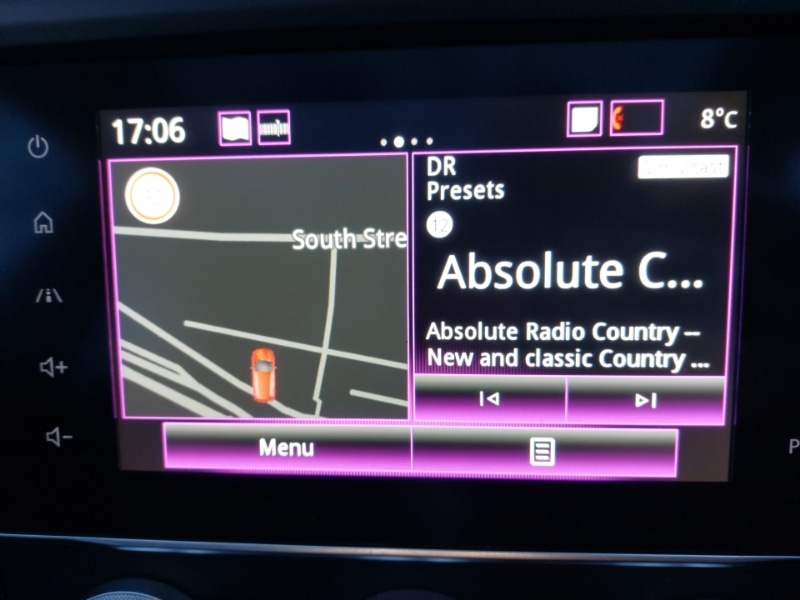 17:06
8°C
South Stre
DR
Presets
12
Absolute C...
Absolute Radio Country --
New and classic Country ...
Menu
P